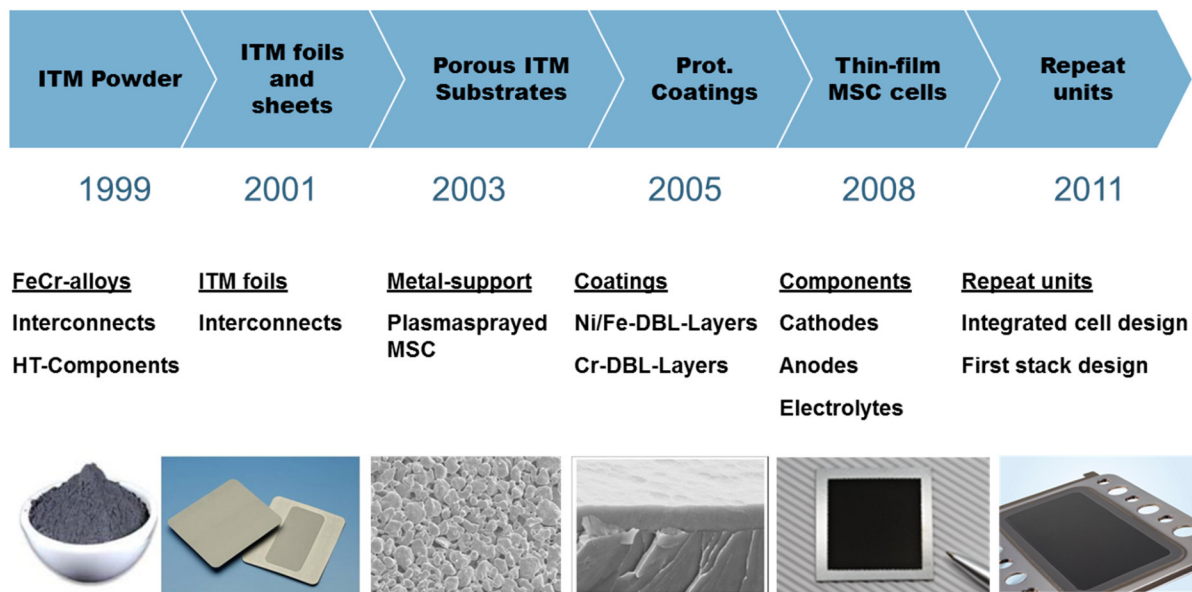 ITM Powder
ITM foils
and
sheets
Porous ITM
Substrates
Prot.
Coatings
Thin-film
MSC cells
Repeat
units
1999
2001
2003
2005
2008
2011
FeCr-alloys
Interconnects
HT-Components
ITM foils
Interconnects
Metal-support
Plasmasprayed
MSC
Coatings
Ni/Fe-DBL-Layers
Cr-DBL-Layers
Components
Cathodes
Anodes
Electrolytes
Repeat units
Integrated cell design
First stack design